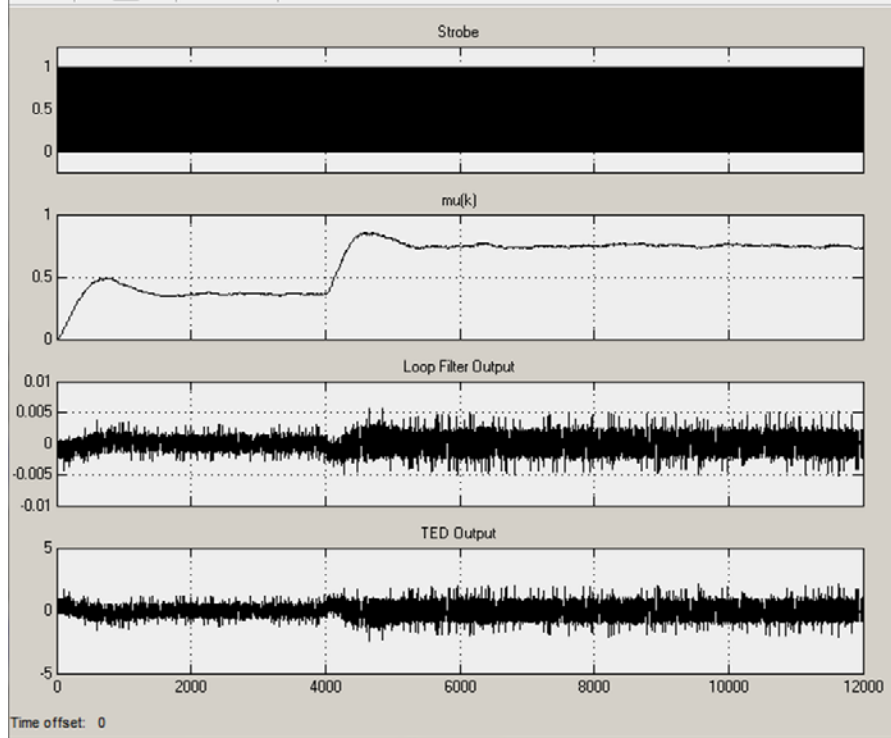 Strobe
1
0.5
0
mu(k)
1
0.5
0
Loop Filter Output
0.01
0.005
0
-0.005
-0.01
TED Output
5
0
-5
0 2000 4000 6000 8000 10000 12000
Time offset: 0